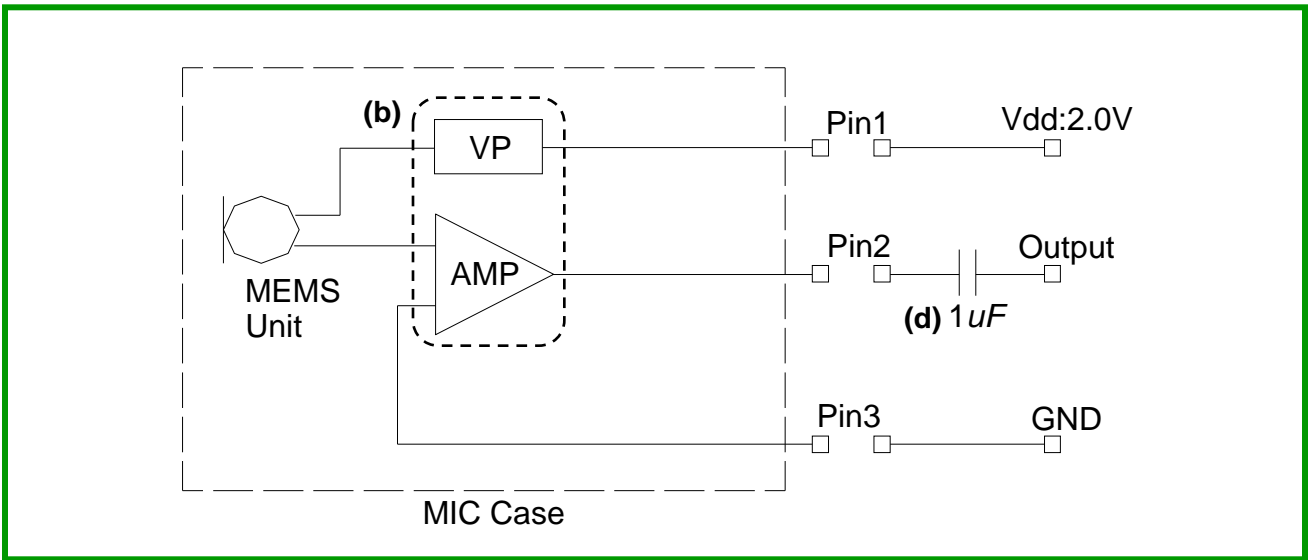 (b)
VP
Pin1
Vdd:2.0V
AMP
Pin2
Output
MEMS
Unit
(d) 1uF
Pin3
GND
MIC Case